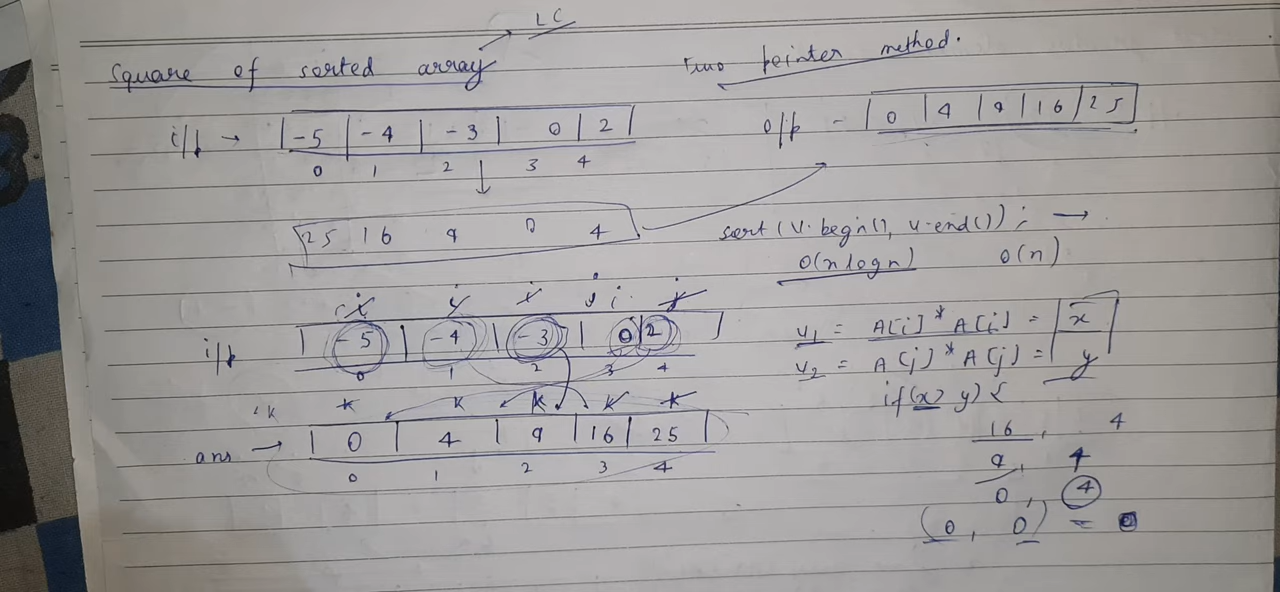 LC
Square of sorted array
Two pointer method.
i/p → | -5 | -4 | -3 | 0 | 2 |
0 1 2 3 4
o/p - | 0 | 4 | 9 | 16 | 25 |
25 16 9 0 4
sort (v.begin(), v.end()); →
O(n logn) O(n)
i i i j i j
i/p | -5 | -4 | -3 | 0 | 2 |
0 1 2 3 4
v1 = A[i] * A[i] = x
v2 = A[j] * A[j] = y
if(x> y) {
k k k k k k
ans → | 0 | 4 | 9 | 16 | 25 |
0 1 2 3 4
16, 4
9, 4
0, 4
(0, 0) = 0